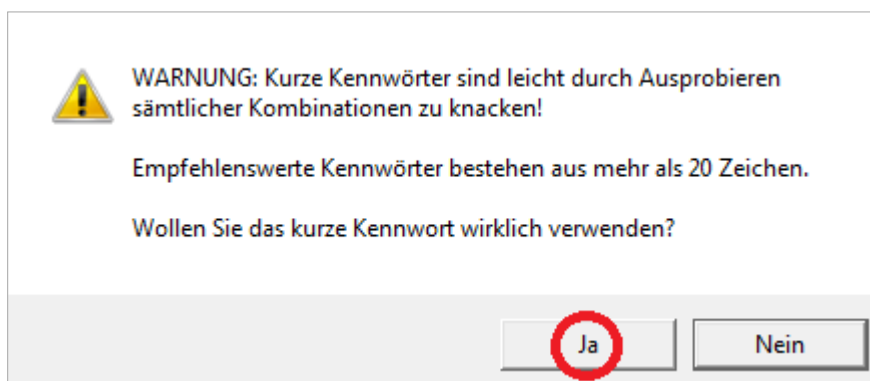 WARNUNG: Kurze Kennwörter sind leicht durch Ausprobieren
sämtlicher Kombinationen zu knacken!
Empfehlenswerte Kennwörter bestehen aus mehr als 20 Zeichen.
Wollen Sie das kurze Kennwort wirklich verwenden?
Ja Nein